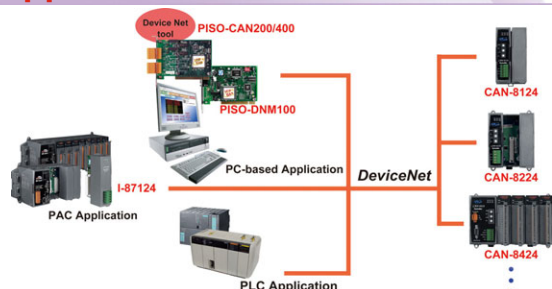 Device Net
tool
PISO-CAN200/400
PISO-DNM100
CAN-8124
PC-based Application
DeviceNet
CAN-8224
I-87124
PAC Application
CAN-8424
PLC Application